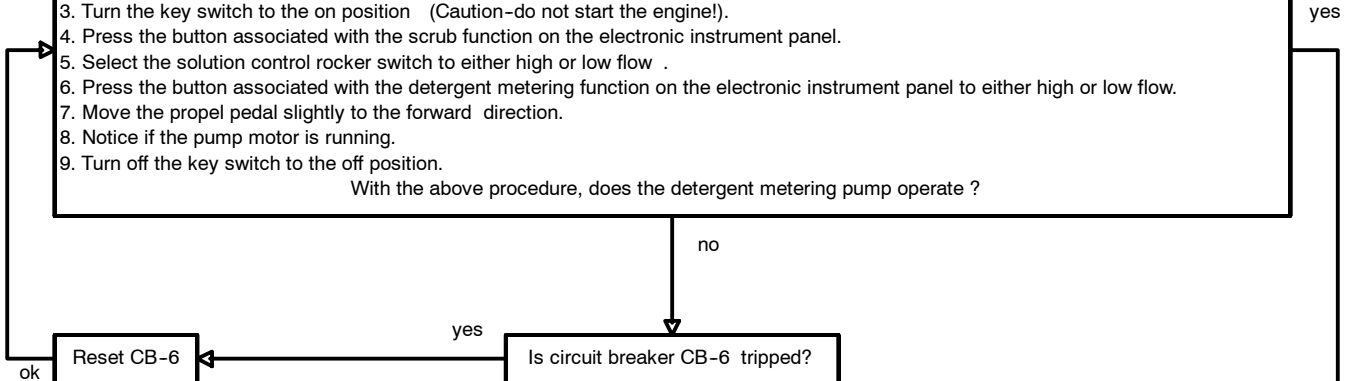 3. Turn the key switch to the on position (Caution-do not start the engine!).
yes
4. Press the button associated with the scrub function on the electronic instrument panel.
5. Select the solution control rocker switch to either high or low flow .
6. Press the button associated with the detergent metering function on the electronic instrument panel to either high or low flow.
7. Move the propel pedal slightly to the forward direction.
8. Notice if the pump motor is running.
9. Turn off the key switch to the off position.
With the above procedure, does the detergent metering pump operate ?
no
yes
Reset CB-6
Is circuit breaker CB-6 tripped?
ok